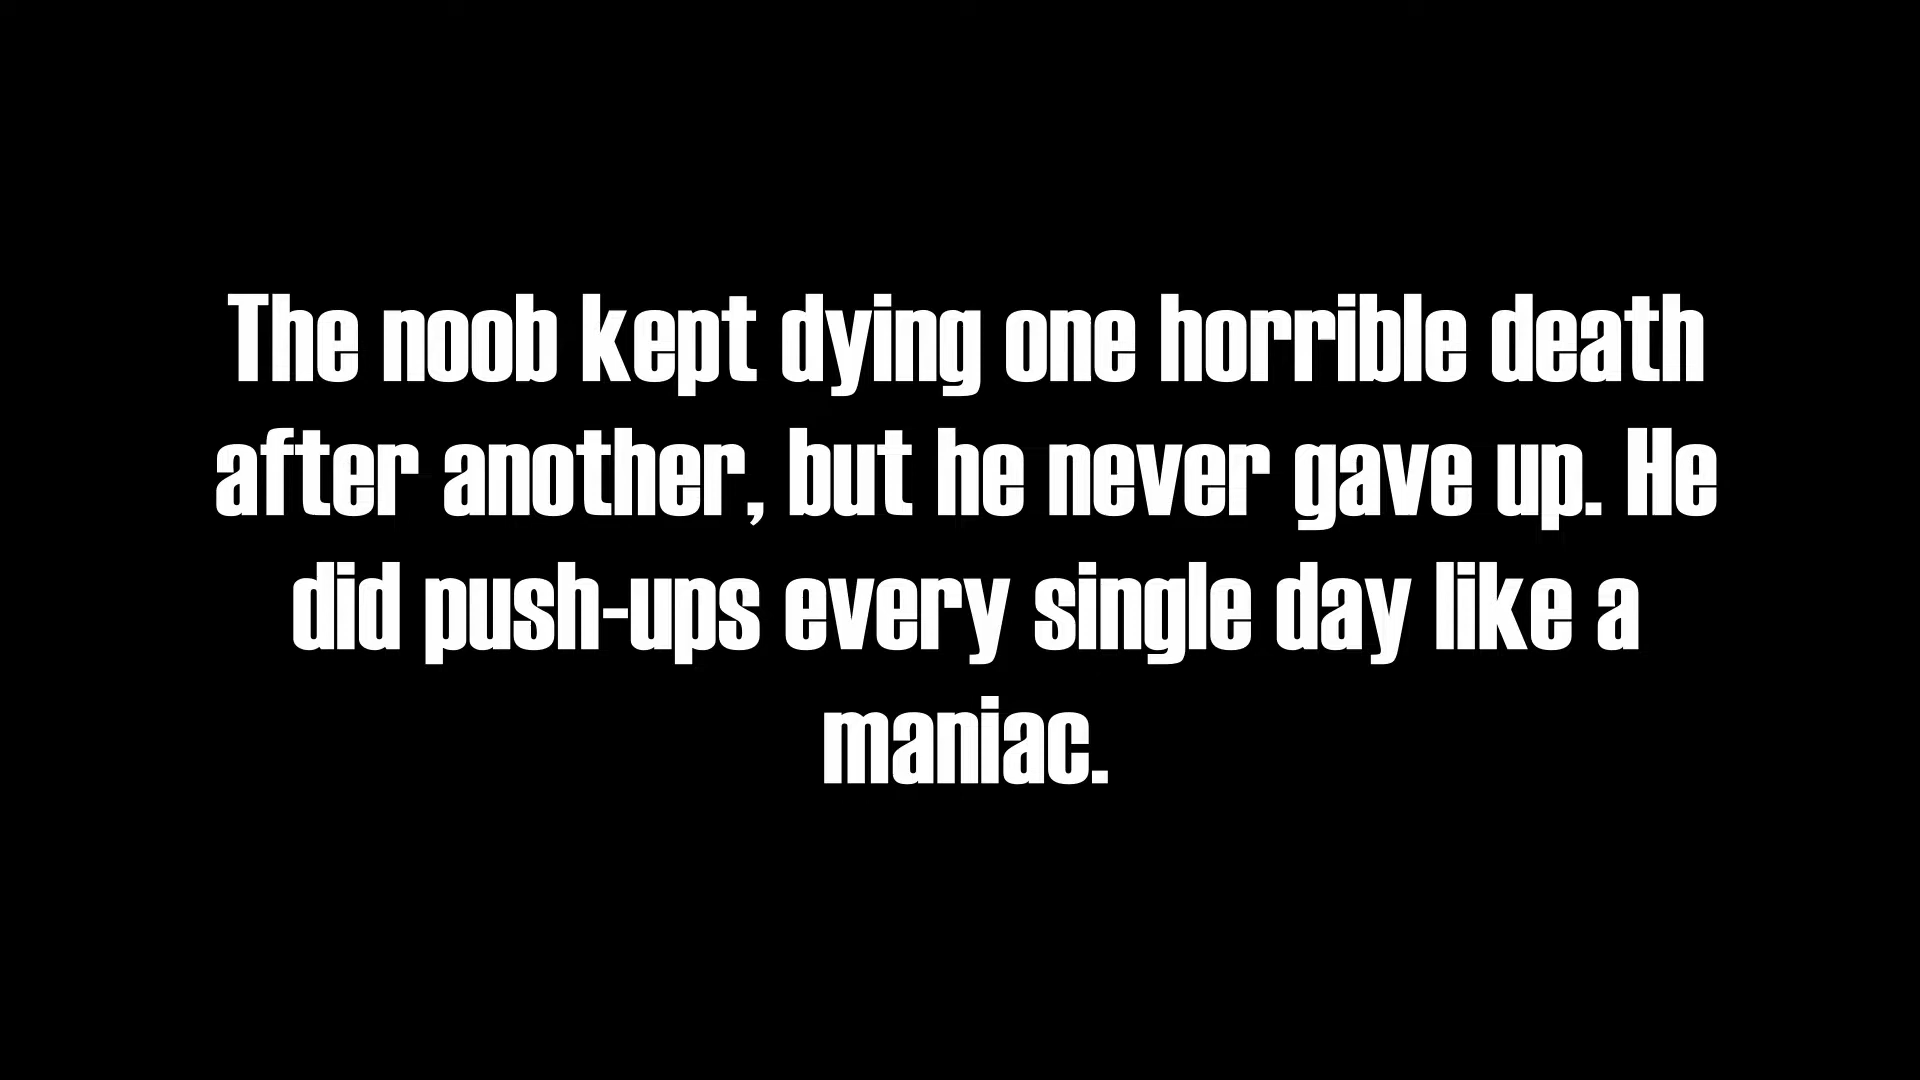 The noob kept dying one horrible death
after another, but he never gave up. He
did push-ups every single day like a
maniac.